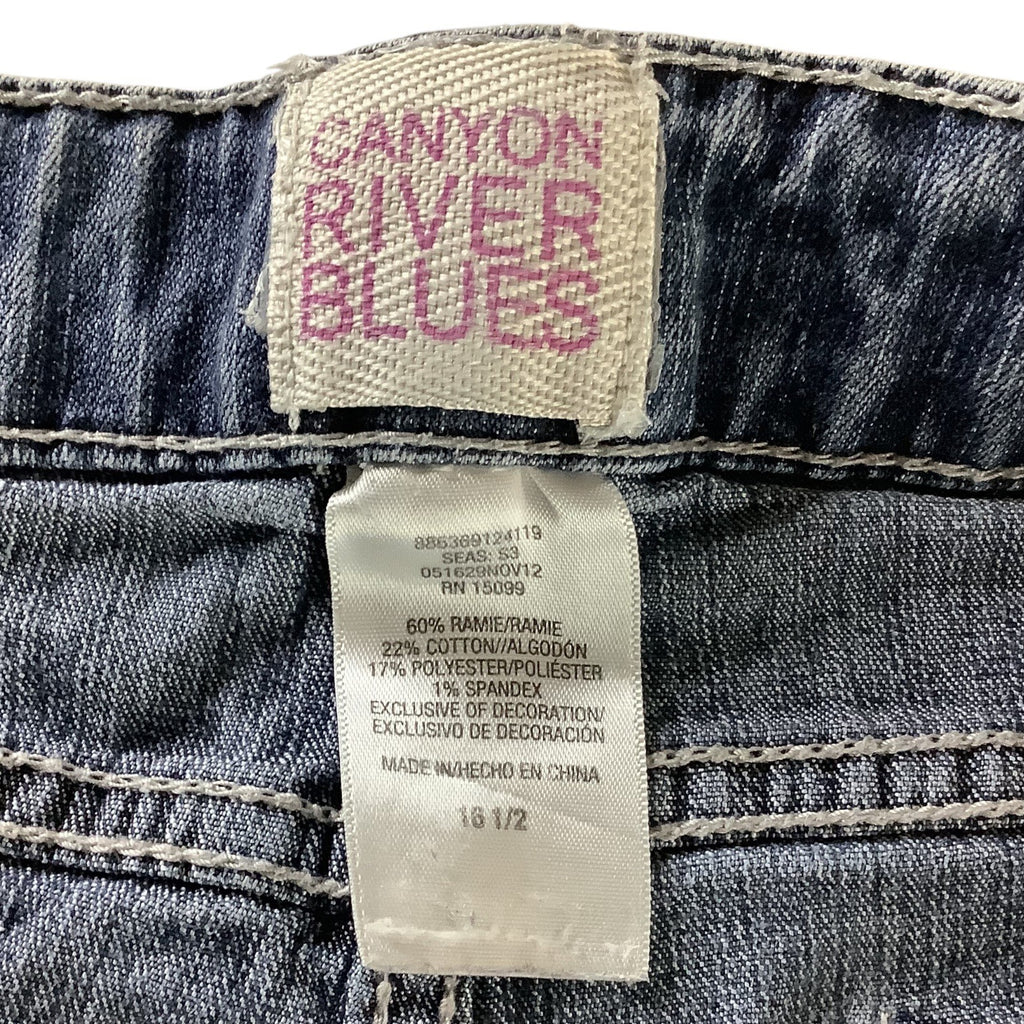 CANYON
RIVER
BLUES
886369124119
SEAS: S3
051629NOV12
RN 15099
60% RAMIE/RAMIE
22% COTTON//ALGODÓN
17% POLYESTER/POLIÉSTER
1% SPANDEX
EXCLUSIVE OF DECORATION/
EXCLUSIVO DE DECORACIÓN
MADE IN/HECHO EN CHINA
16 1/2